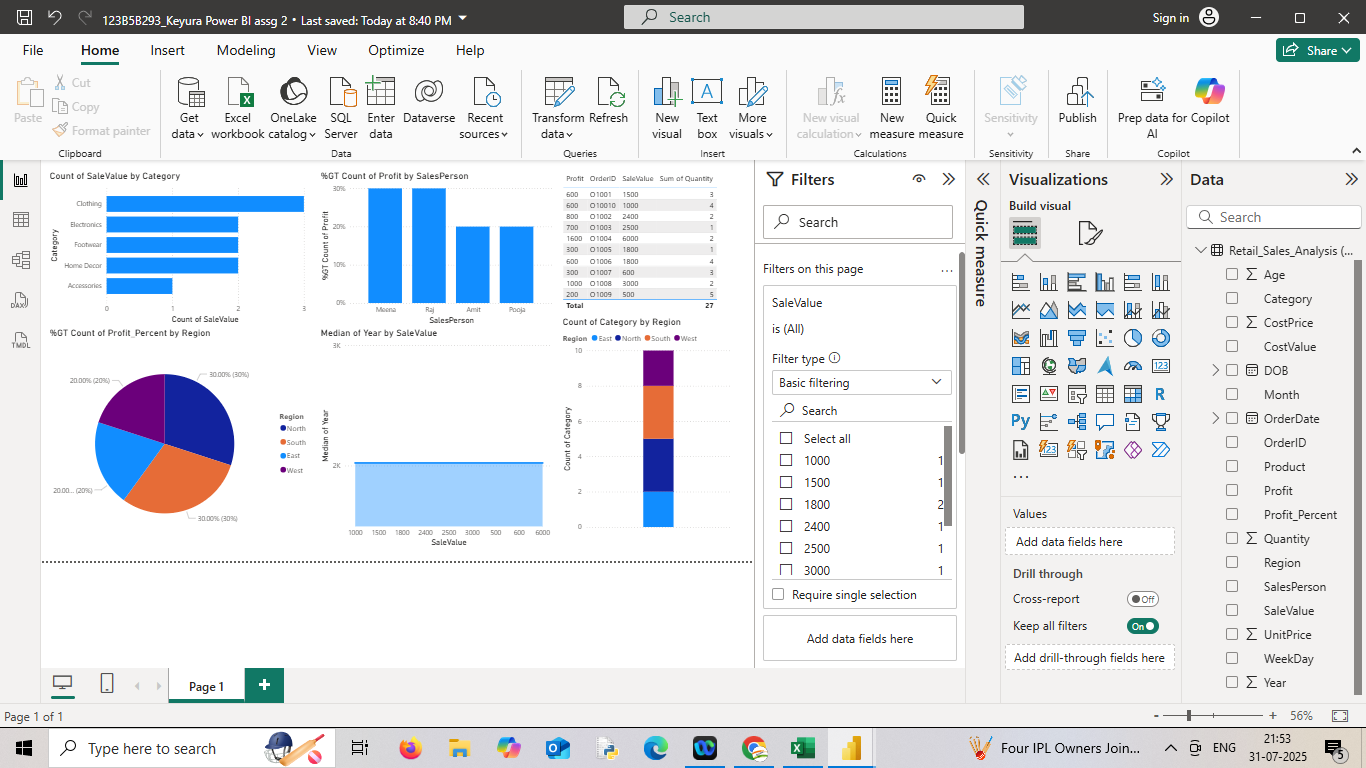 123B5B293_Keyura Power BI assg 2 • Last saved: Today at 8:40 PM
Search
Sign in
File Home Insert Modeling View Optimize Help
Share
Paste
Cut
Copy
Format painter
Get data
Excel workbook
OneLake catalog
SQL Server
Enter data
Dataverse
Recent sources
Transform data
Refresh
New visual
Text box
More visuals
New visual calculation
New measure
Quick measure
Sensitivity
Publish
Prep data for AI
Copilot
Clipboard Data Queries Insert Calculations Sensitivity Share Copilot
Count of SaleValue by Category
Category
Clothing
Electronics
Footwear
Home Decor
Accessories
0 1 2 3
Count of SaleValue
%GT Count of Profit by SalesPerson
%GT Count of Profit
30%
20%
10%
0%
Meena Raj Amit Pooja
SalesPerson
Profit OrderID SaleValue Sum of Quantity
600 O1001 1500 3
600 O10010 1000 4
800 O1002 2400 2
700 O1003 2500 1
1600 O1004 6000 2
300 O1005 1800 1
600 O1006 1800 4
300 O1007 600 3
1000 O1008 3000 2
200 O1009 500 5
Total 27
%GT Count of Profit_Percent by Region
20.00% (20%)
30.00% (30%)
20.00... (20%)
30.00% (30%)
Region
North
South
East
West
Median of Year by SaleValue
Median of Year
3K
2K
1000 1500 1800 2400 2500 3000 500 600 6000
SaleValue
Count of Category by Region
Region East North South West
Count of Category
10
8
6
4
2
0
Filters
Search
Filters on this page
...
SaleValue
is (All)
Filter type
Basic filtering
Search
Select all
1000 1
1500 1
1800 2
2400 1
2500 1
3000 1
Require single selection
Add data fields here
Quick measure
Visualizations
Build visual
123
R
Py
123
...
Values
Add data fields here
Drill through
Cross-report Off
Keep all filters On
Add drill-through fields here
Data
Search
Retail_Sales_Analysis (...
Age
Category
CostPrice
CostValue
DOB
Month
OrderDate
OrderID
Product
Profit
Profit_Percent
Quantity
Region
SalesPerson
SaleValue
UnitPrice
WeekDay
Year
DAX
TMDL
Page 1
+
Page 1 of 1
- + 56%
Type here to search
Four IPL Owners Join...
ENG
21:53
31-07-2025
5